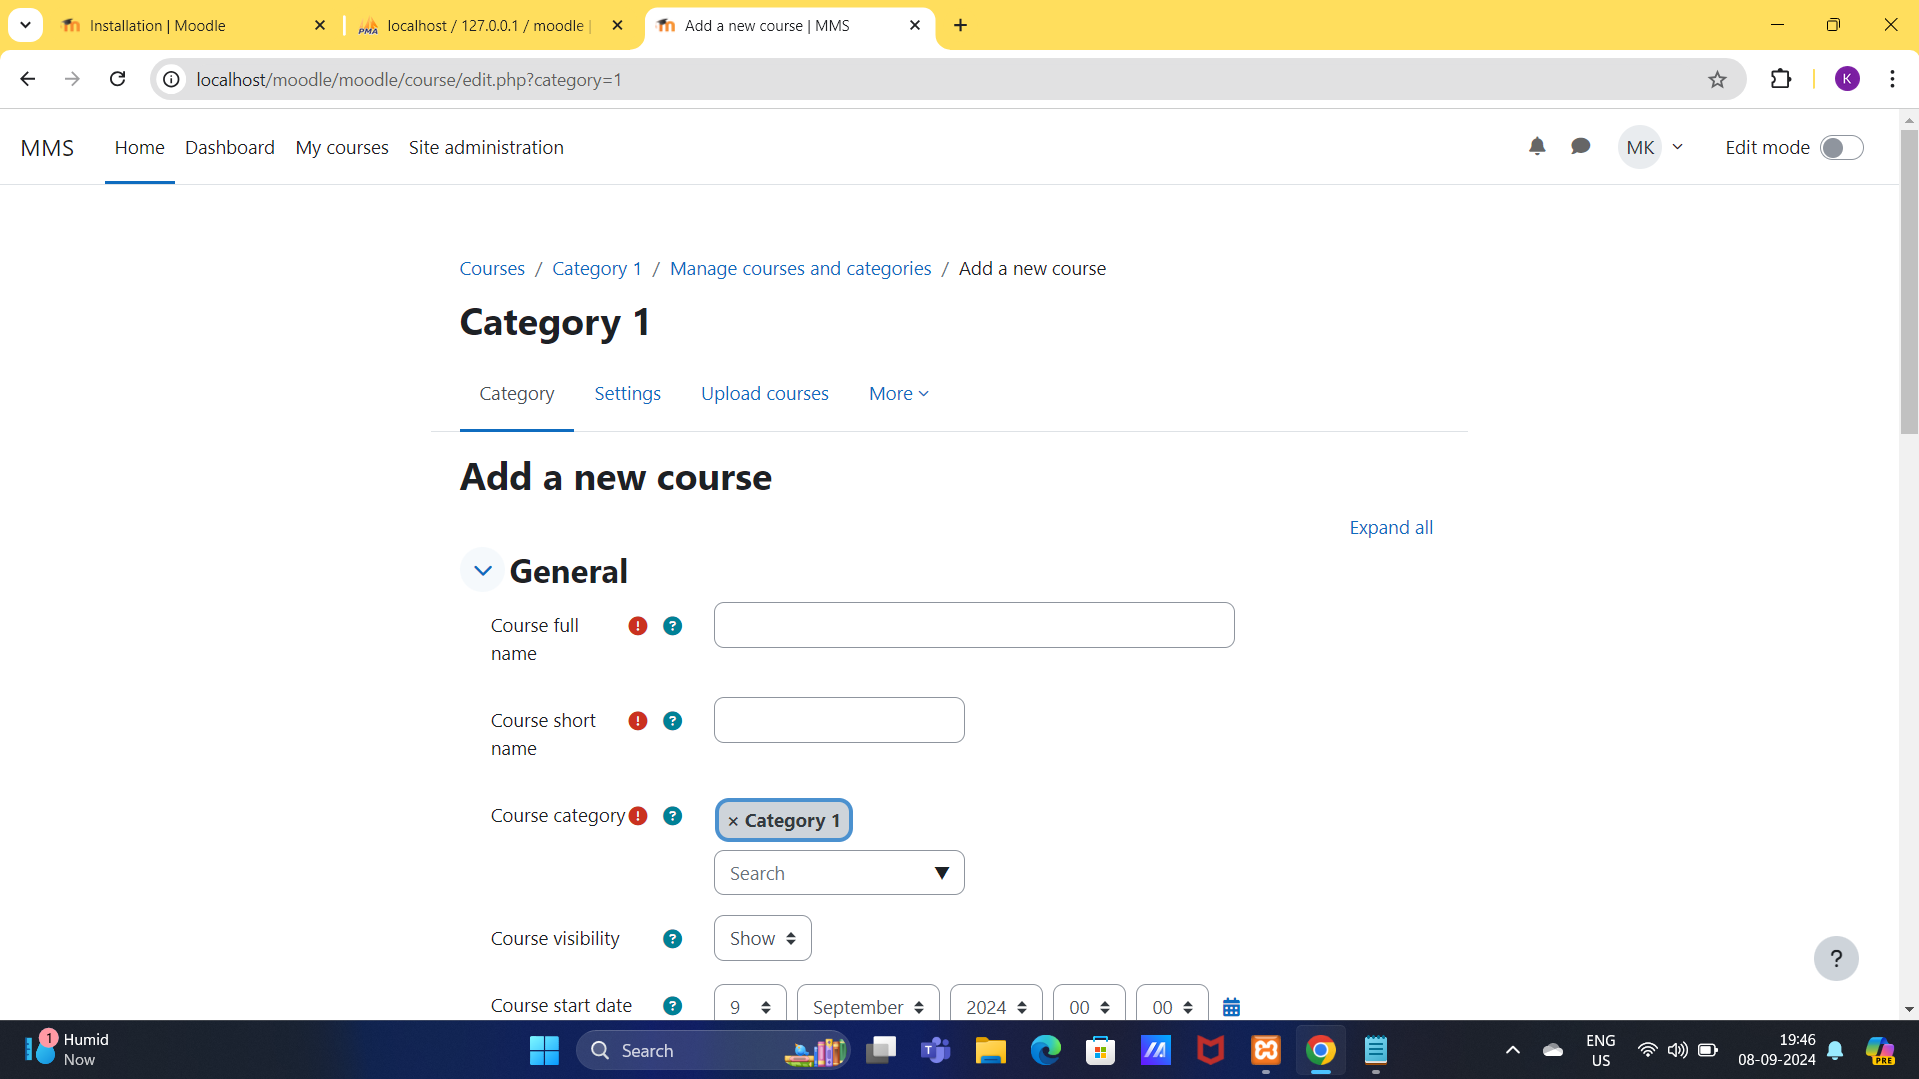 Installation | Moodle
localhost / 127.0.0.1 / moodle |
Add a new course | MMS
localhost/moodle/moodle/course/edit.php?category=1
K
MMS Home Dashboard My courses Site administration MK Edit mode
Courses / Category 1 / Manage courses and categories / Add a new course
Category 1
Category Settings Upload courses More
Add a new course
Expand all
General
Course full
name
Course short
name
Course category
× Category 1
Search
Course visibility
Show
Course start date
9 September 2024 00 00
?
1
Humid
Now
Search
ENG
US
19:46
08-09-2024
PRE